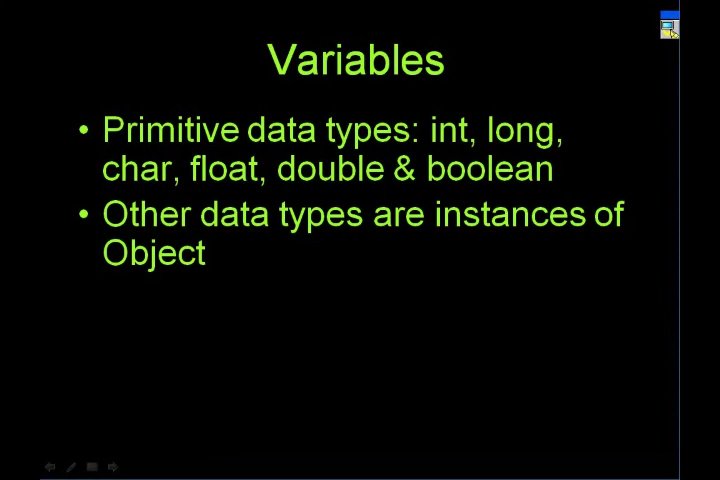 Variables
• Primitive data types: int, long,
char, float, double & boolean
• Other data types are instances of
Object